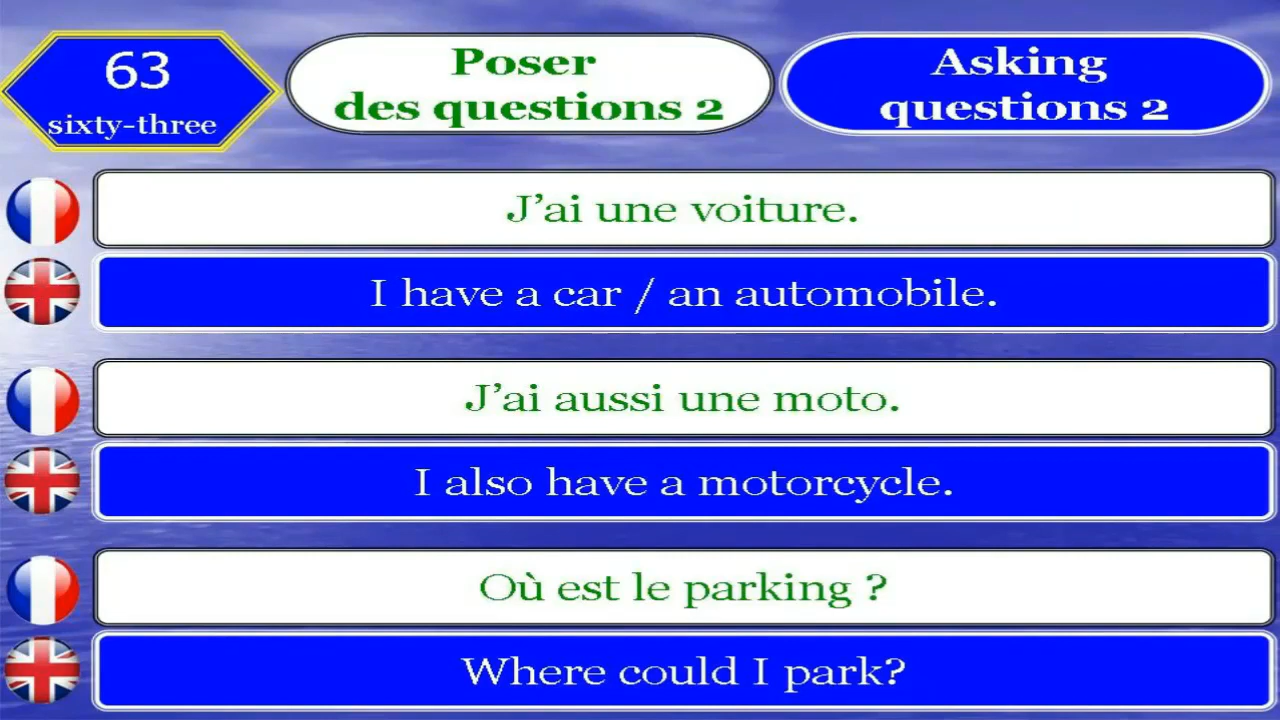 63
sixty-three
Poser
des questions 2
Asking
questions 2
J’ai une voiture.
I have a car / an automobile.
J’ai aussi une moto.
I also have a motorcycle.
Où est le parking ?
Where could I park?